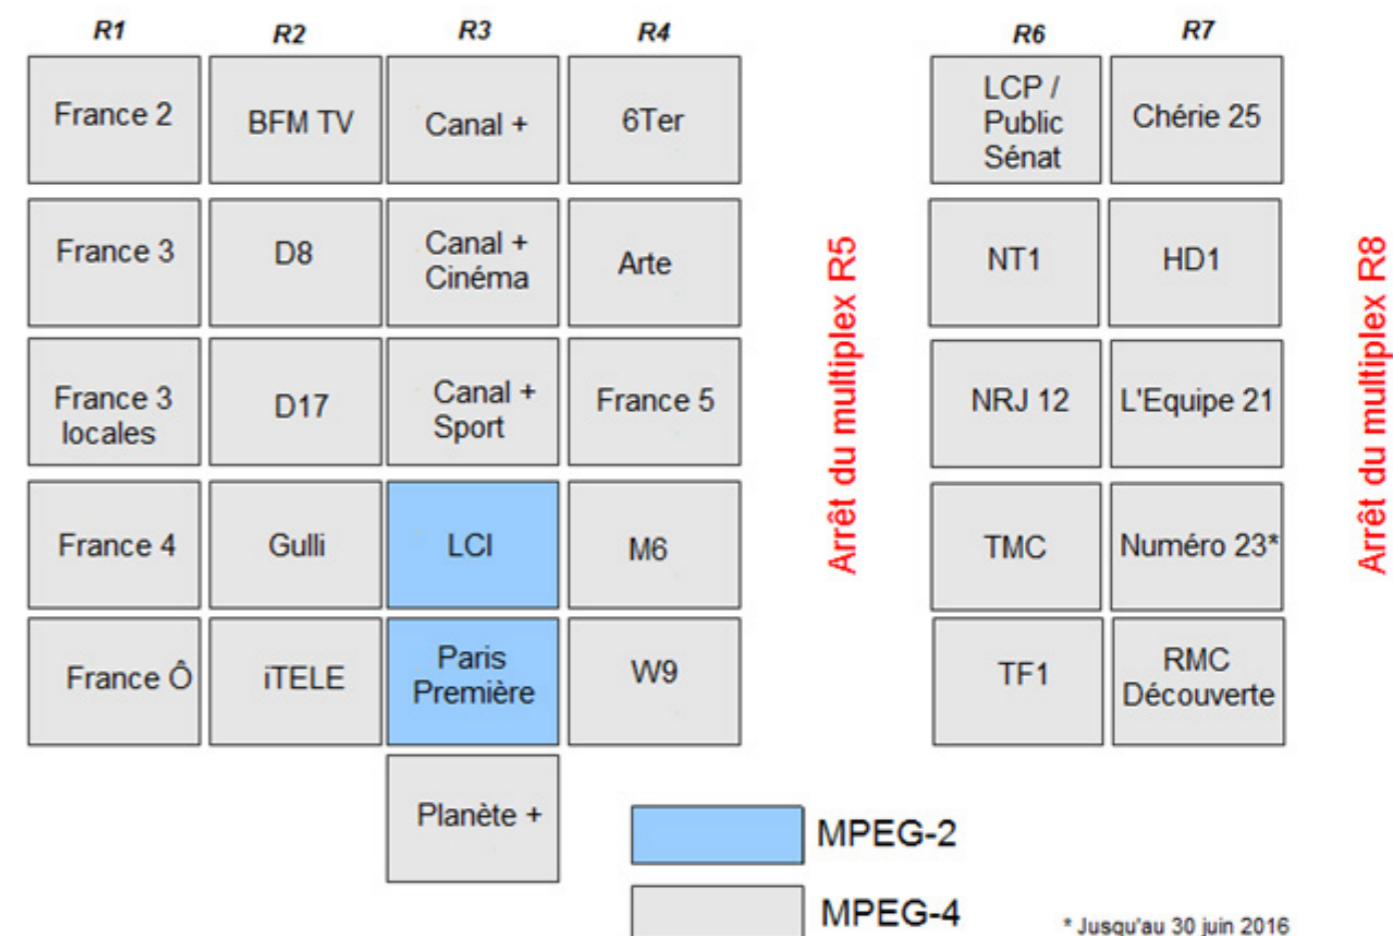 R1
R2
R3
R4
R6
R7
France 2
BFM TV
Canal +
6Ter
LCP /
Public
Sénat
Chérie 25
France 3
D8
Canal +
Cinéma
Arte
NT1
HD1
France 3
locales
D17
Canal +
Sport
France 5
NRJ 12
L'Equipe 21
France 4
Gulli
LCI
M6
TMC
Numéro 23*
France Ô
iTELE
Paris
Première
W9
TF1
RMC
Découverte
Planète +
Arrêt du multiplex R5
Arrêt du multiplex R8
MPEG-2
MPEG-4
* Jusqu'au 30 juin 2016